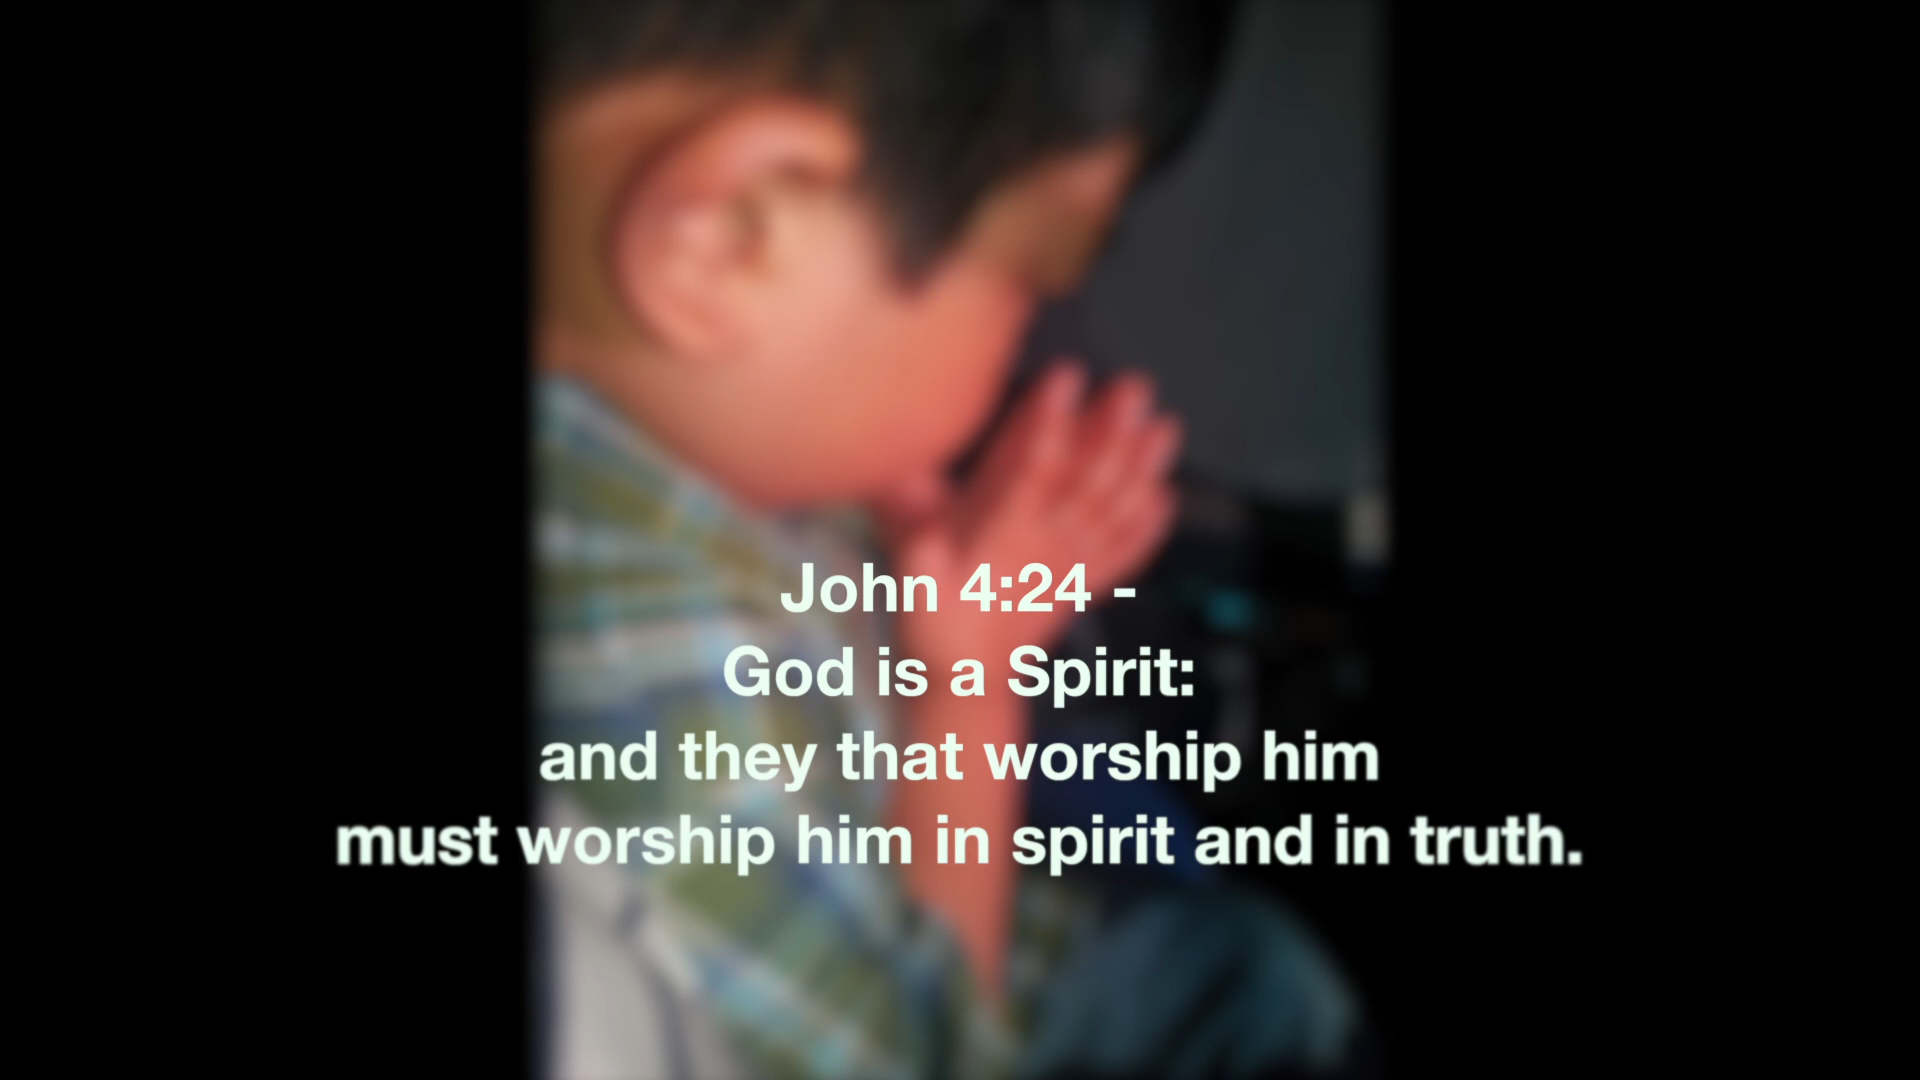 John 4:24 -
God is a Spirit:
and they that worship him
must worship him in spirit and in truth.